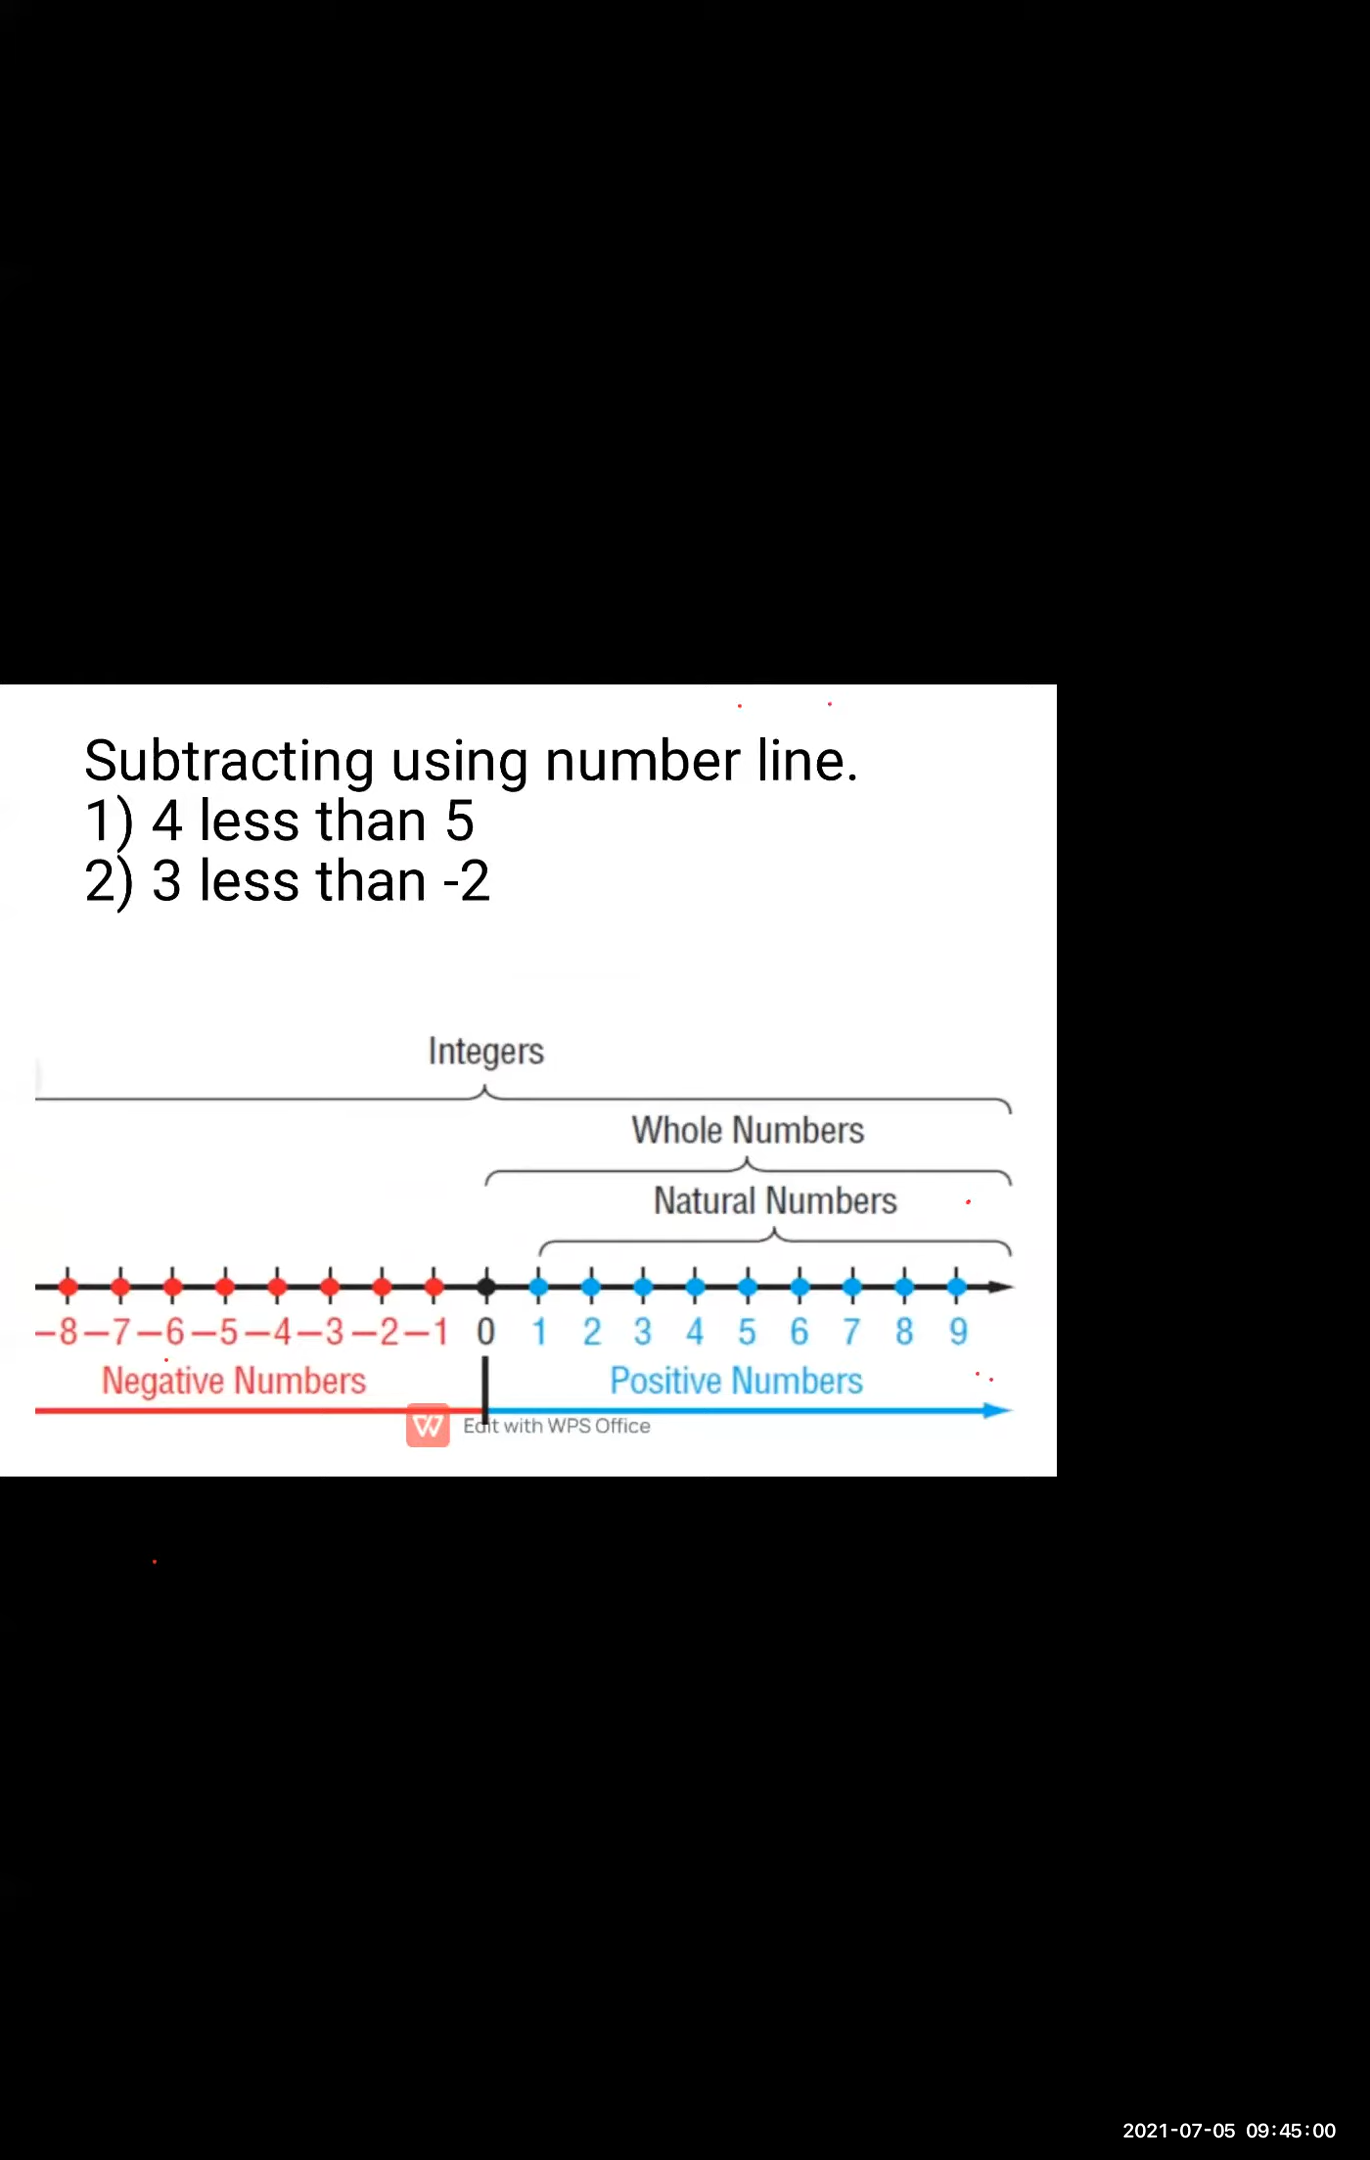 Subtracting using number line.
1) 4 less than 5
2) 3 less than -2
Integers
Whole Numbers
Natural Numbers
−8 −7 −6 −5 −4 −3 −2 −1 0 1 2 3 4 5 6 7 8 9
Negative Numbers Positive Numbers
Edit with WPS Office
2021-07-05 09:45:00